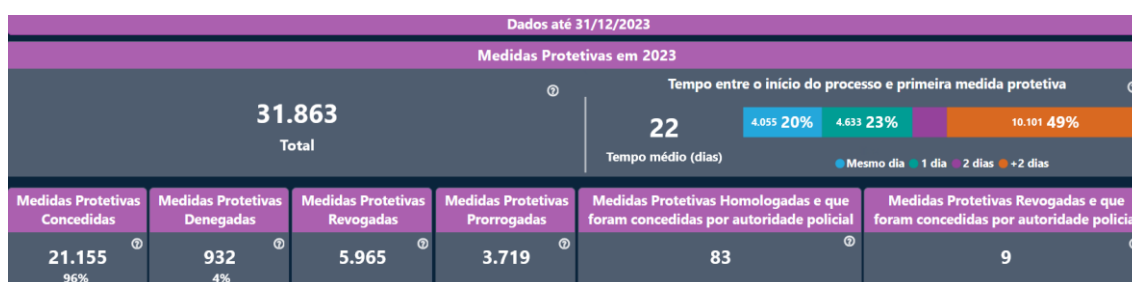 Dados até 31/12/2023
Medidas Protetivas em 2023
31.863
Total
Tempo entre o início do processo e primeira medida protetiva
22
Tempo médio (dias)
4.055 20% 4.633 23% 10.101 49%
Mesmo dia 1 dia 2 dias +2 dias
Medidas Protetivas
Concedidas
21.155
96%
Medidas Protetivas
Denegadas
932
4%
Medidas Protetivas
Revogadas
5.965
Medidas Protetivas
Prorrogadas
3.719
Medidas Protetivas Homologadas e que
foram concedidas por autoridade policial
83
Medidas Protetivas Revogadas e que
foram concedidas por autoridade policia
9